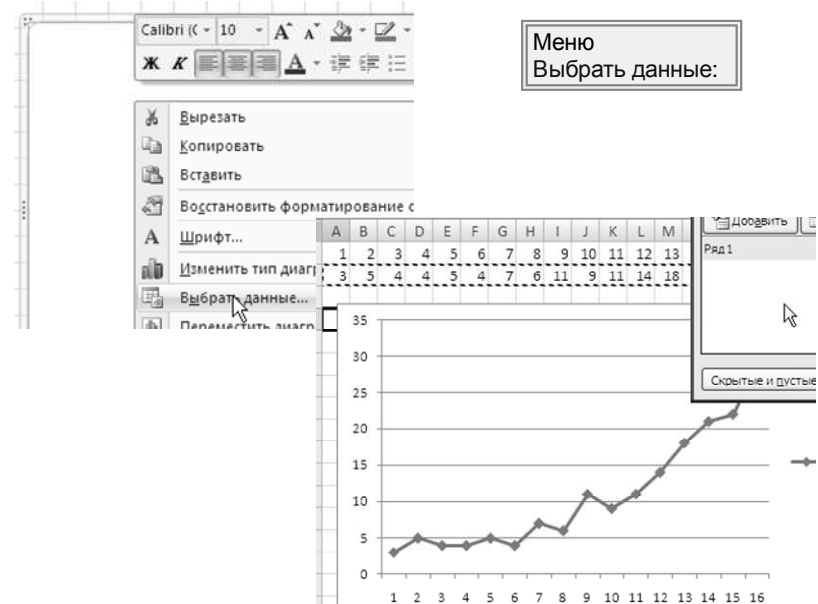 Calibri (( 10 A A
Ж К A
Меню
Выбрать данные:
Вырезать
Копировать
Вставить
Восстановить форматирование с
A Шрифт...
Изменить тип диагр
Выбрать данные...
Переместить диагр
A B C D E F G H I J K L M
1 2 3 4 5 6 7 8 9 10 11 12 13
3 5 4 4 5 4 7 6 11 9 11 14 18
Добавить
Ряд1
Скрытые и пустые
35
30
25
20
15
10
5
0
1 2 3 4 5 6 7 8 9 10 11 12 13 14 15 16